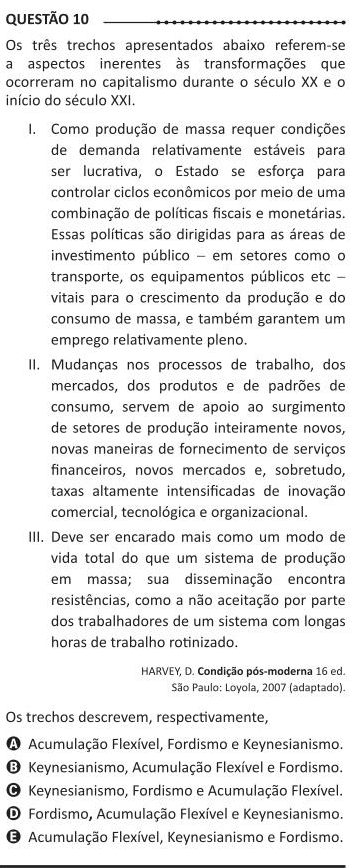 QUESTÃO 10
Os três trechos apresentados abaixo referem-se
a aspectos inerentes às transformações que
ocorreram no capitalismo durante o século XX e o
início do século XXI.
I. Como produção de massa requer condições
de demanda relativamente estáveis para
ser lucrativa, o Estado se esforça para
controlar ciclos econômicos por meio de uma
combinação de políticas fiscais e monetárias.
Essas políticas são dirigidas para as áreas de
investimento público – em setores como o
transporte, os equipamentos públicos etc –
vitais para o crescimento da produção e do
consumo de massa, e também garantem um
emprego relativamente pleno.
II. Mudanças nos processos de trabalho, dos
mercados, dos produtos e de padrões de
consumo, servem de apoio ao surgimento
de setores de produção inteiramente novos,
novas maneiras de fornecimento de serviços
financeiros, novos mercados e, sobretudo,
taxas altamente intensificadas de inovação
comercial, tecnológica e organizacional.
III. Deve ser encarado mais como um modo de
vida total do que um sistema de produção
em massa; sua disseminação encontra
resistências, como a não aceitação por parte
dos trabalhadores de um sistema com longas
horas de trabalho rotinizado.
HARVEY, D. Condição pós-moderna 16 ed.
São Paulo: Loyola, 2007 (adaptado).
Os trechos descrevem, respectivamente,
A Acumulação Flexível, Fordismo e Keynesianismo.
B Keynesianismo, Acumulação Flexível e Fordismo.
C Keynesianismo, Fordismo e Acumulação Flexível.
D Fordismo, Acumulação Flexível e Keynesianismo.
E Acumulação Flexível, Keynesianismo e Fordismo.